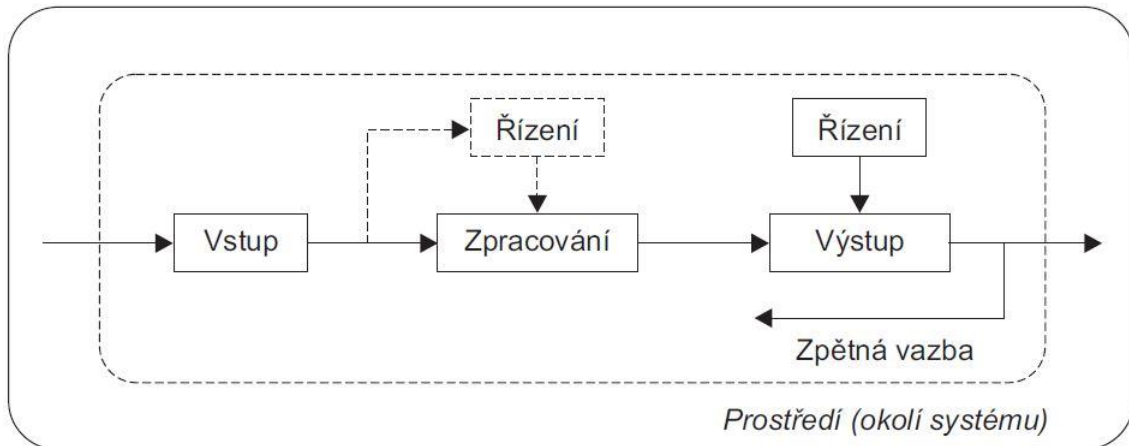 Řízení
Řízení
Vstup
Zpracování
Výstup
Zpětná vazba
Prostředí (okolí systému)